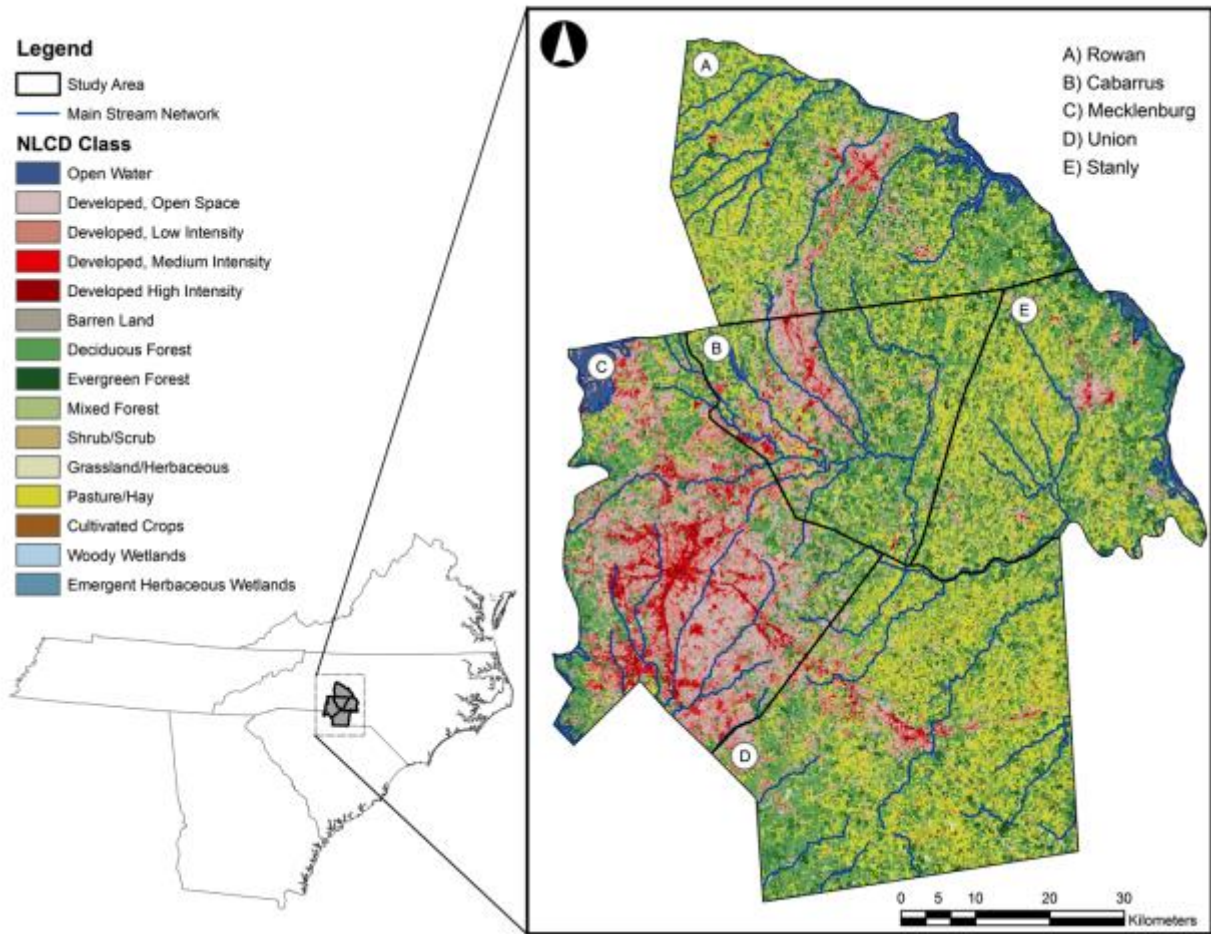 Legend
Study Area
Main Stream Network
NLCD Class
Open Water
Developed, Open Space
Developed, Low Intensity
Developed, Medium Intensity
Developed High Intensity
Barren Land
Deciduous Forest
Evergreen Forest
Mixed Forest
Shrub/Scrub
Grassland/Herbaceous
Pasture/Hay
Cultivated Crops
Woody Wetlands
Emergent Herbaceous Wetlands
A) Rowan
B) Cabarrus
C) Mecklenburg
D) Union
E) Stanly
A
B
C
E
D
0 5 10 20 30
Kilometers